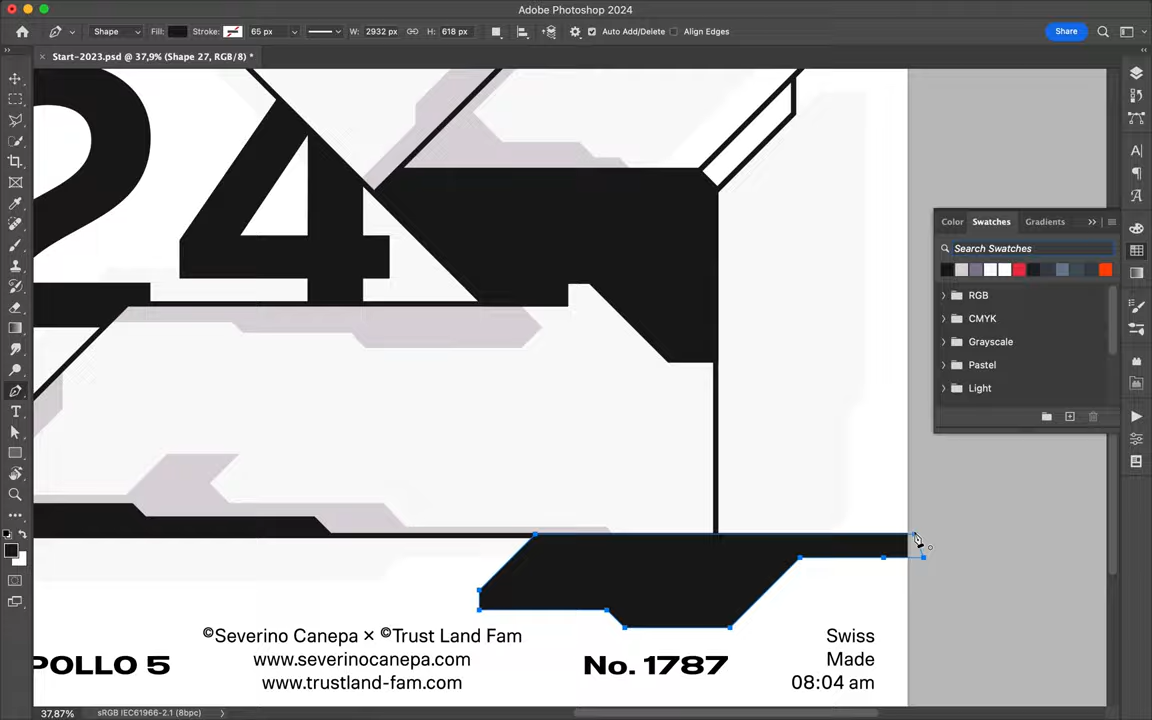 Adobe Photoshop 2024
Shape Fill: Stroke: 65 px W: 2932 px H: 618 px Auto Add/Delete Align Edges Share
Start-2023.psd @ 37,9% (Shape 27, RGB/8) *
24
Color Swatches Gradients
Search Swatches
RGB
CMYK
Grayscale
Pastel
Light
©Severino Canepa × ©Trust Land Fam
www.severinocanepa.com
www.trustland-fam.com
POLLO 5
No. 1787
Swiss
Made
08:04 am
37,87% sRGB IEC61966-2.1 (8bpc)